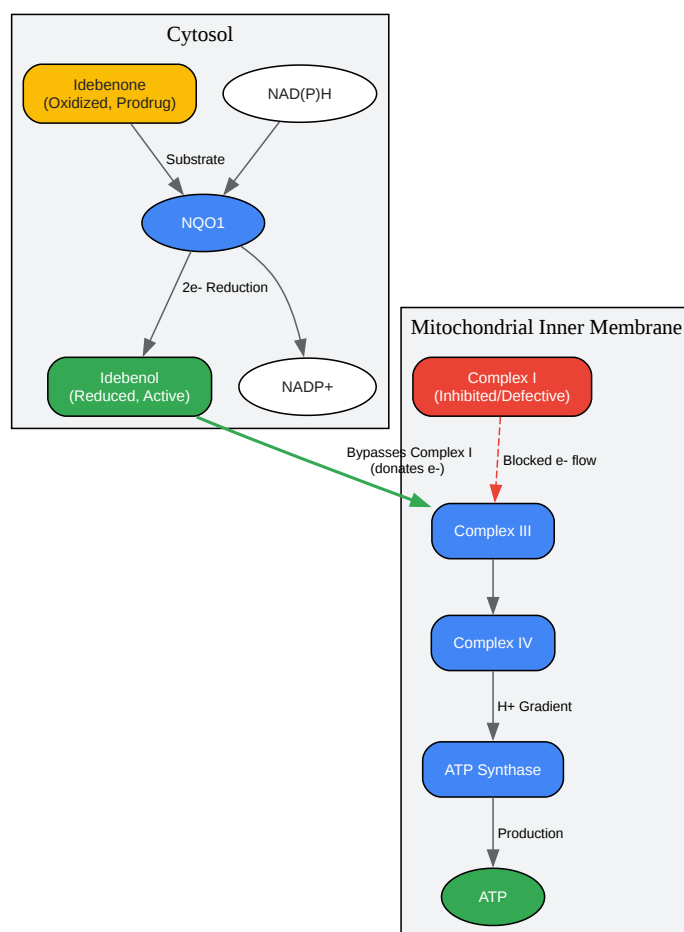 Cytosol
Idebenone
(Oxidized, Prodrug)
NAD(P)H
Substrate
NQO1
2e- Reduction
Idebenol
(Reduced, Active)
NADP+
Mitochondrial Inner Membrane
Complex I
(Inhibited/Defective)
Bypasses Complex I
(donates e-)
Blocked e- flow
Complex III
Complex IV
H+ Gradient
ATP Synthase
Production
ATP